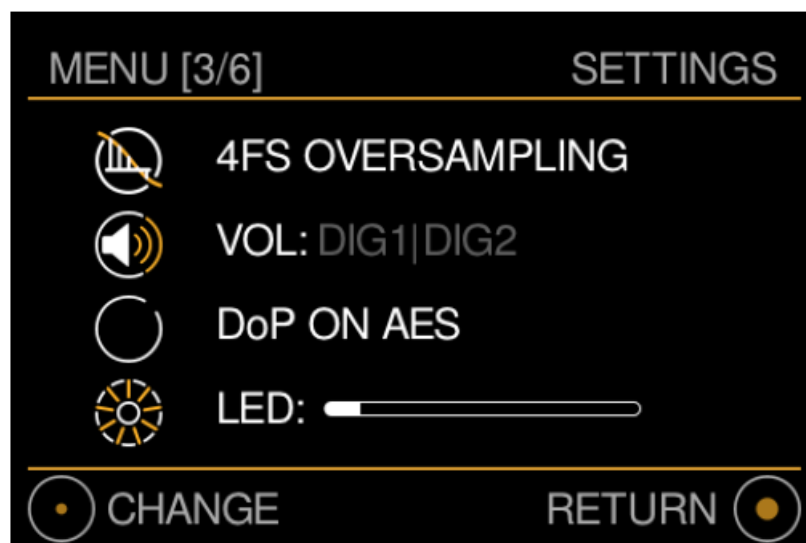 MENU [3/6] SETTINGS
4FS OVERSAMPLING
VOL: DIG1|DIG2
DoP ON AES
LED:
CHANGE RETURN